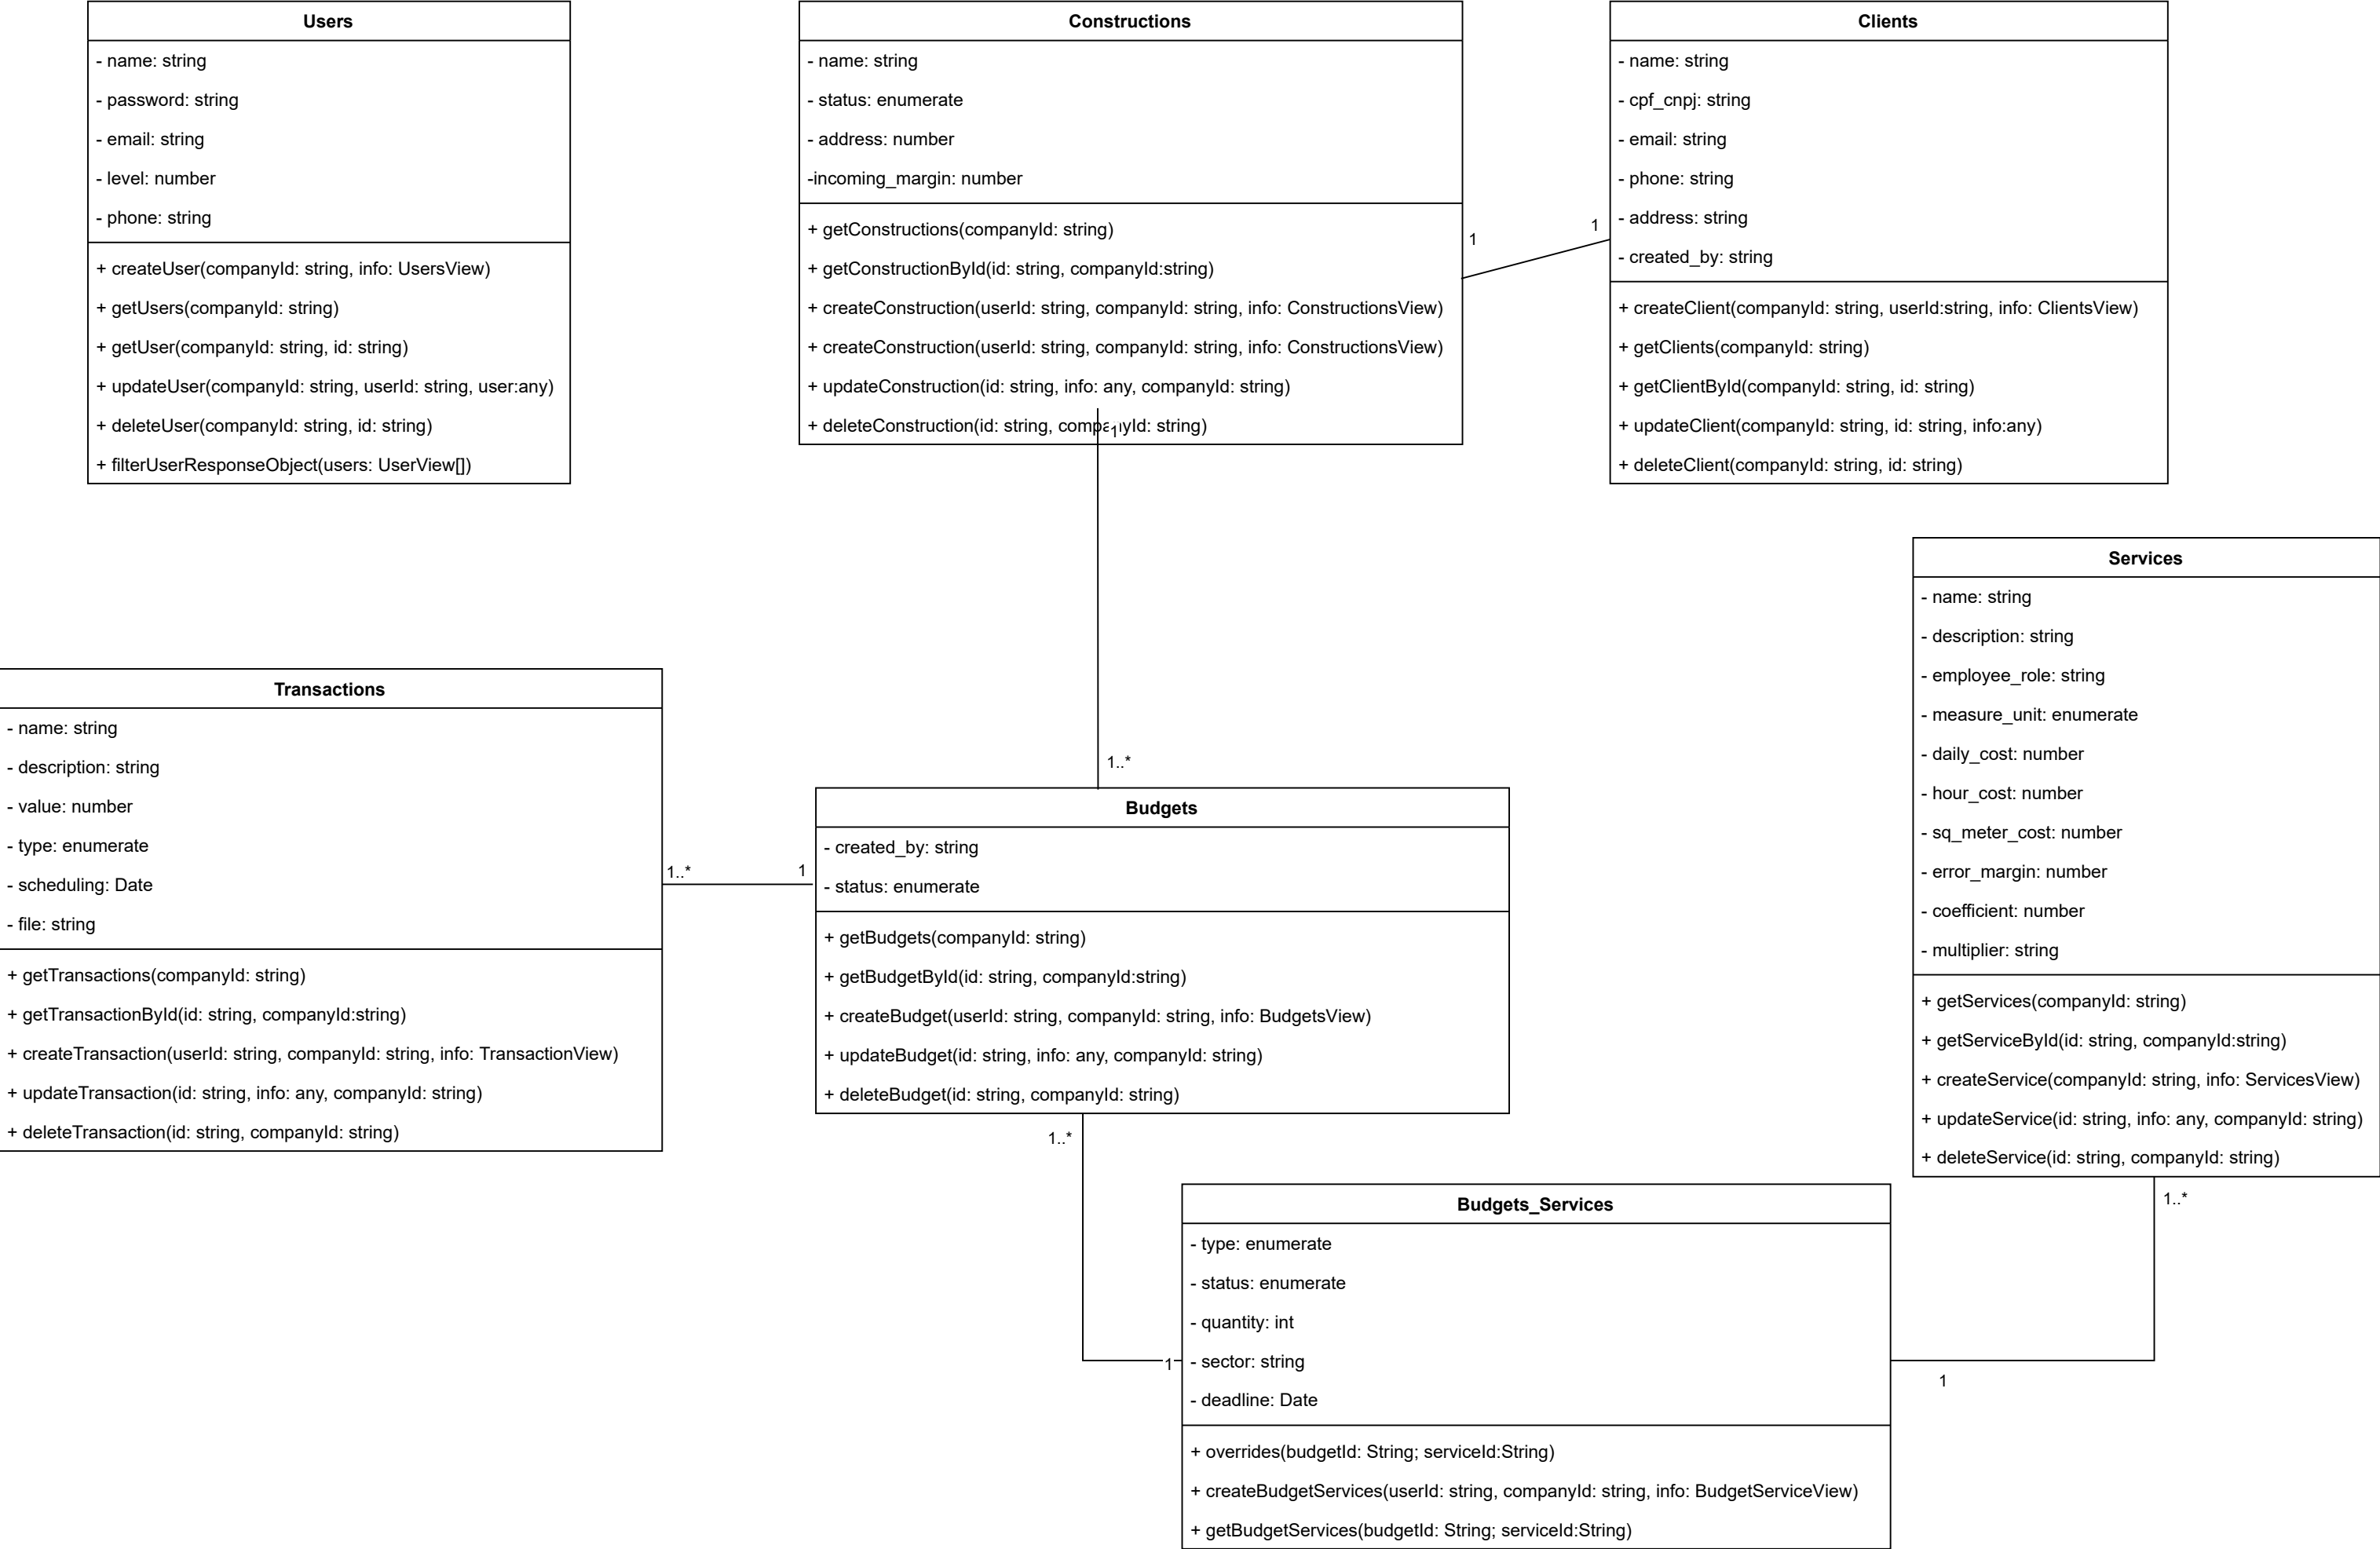 Users
- name: string
- password: string
- email: string
- level: number
- phone: string
+ createUser(companyId: string, info: UsersView)
+ getUsers(companyId: string)
+ getUser(companyId: string, id: string)
+ updateUser(companyId: string, userId: string, user:any)
+ deleteUser(companyId: string, id: string)
+ filterUserResponseObject(users: UserView[])
Constructions
- name: string
- status: enumerate
- address: number
-incoming_margin: number
+ getConstructions(companyId: string)
+ getConstructionById(id: string, companyId:string)
+ createConstruction(userId: string, companyId: string, info: ConstructionsView)
+ createConstruction(userId: string, companyId: string, info: ConstructionsView)
+ updateConstruction(id: string, info: any, companyId: string)
+ deleteConstruction(id: string, companyId: string)
1
1
1
Clients
- name: string
- cpf_cnpj: string
- email: string
- phone: string
- address: string
- created_by: string
+ createClient(companyId: string, userId:string, info: ClientsView)
+ getClients(companyId: string)
+ getClientById(companyId: string, id: string)
+ updateClient(companyId: string, id: string, info:any)
+ deleteClient(companyId: string, id: string)
Transactions
- name: string
- description: string
- value: number
- type: enumerate
- scheduling: Date
- file: string
+ getTransactions(companyId: string)
+ getTransactionById(id: string, companyId:string)
+ createTransaction(userId: string, companyId: string, info: TransactionView)
+ updateTransaction(id: string, info: any, companyId: string)
+ deleteTransaction(id: string, companyId: string)
1..*
1
1..*
Budgets
- created_by: string
- status: enumerate
+ getBudgets(companyId: string)
+ getBudgetById(id: string, companyId:string)
+ createBudget(userId: string, companyId: string, info: BudgetsView)
+ updateBudget(id: string, info: any, companyId: string)
+ deleteBudget(id: string, companyId: string)
1..*
1
Services
- name: string
- description: string
- employee_role: string
- measure_unit: enumerate
- daily_cost: number
- hour_cost: number
- sq_meter_cost: number
- error_margin: number
- coefficient: number
- multiplier: string
+ getServices(companyId: string)
+ getServiceById(id: string, companyId:string)
+ createService(companyId: string, info: ServicesView)
+ updateService(id: string, info: any, companyId: string)
+ deleteService(id: string, companyId: string)
1..*
1
Budgets_Services
- type: enumerate
- status: enumerate
- quantity: int
- sector: string
- deadline: Date
+ overrides(budgetId: String; serviceId:String)
+ createBudgetServices(userId: string, companyId: string, info: BudgetServiceView)
+ getBudgetServices(budgetId: String; serviceId:String)